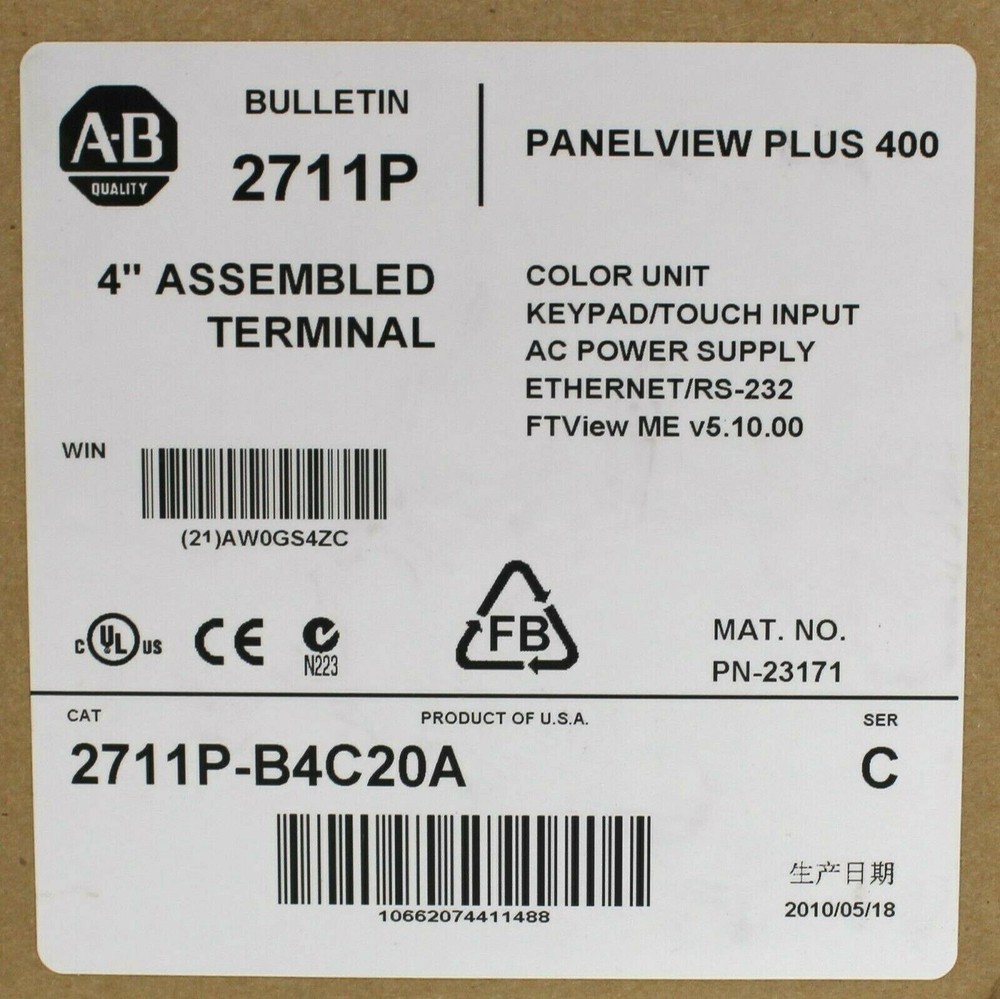 A·B
QUALITY
BULLETIN
2711P
PANELVIEW PLUS 400
4" ASSEMBLED
TERMINAL
COLOR UNIT
KEYPAD/TOUCH INPUT
AC POWER SUPPLY
ETHERNET/RS-232
FTView ME v5.10.00
WIN
(21)AW0GS4ZC
C UL US
CE
N223
FB
MAT. NO.
PN-23171
CAT
PRODUCT OF U.S.A.
SER
2711P-B4C20A
C
10662074411488
生产日期
2010/05/18